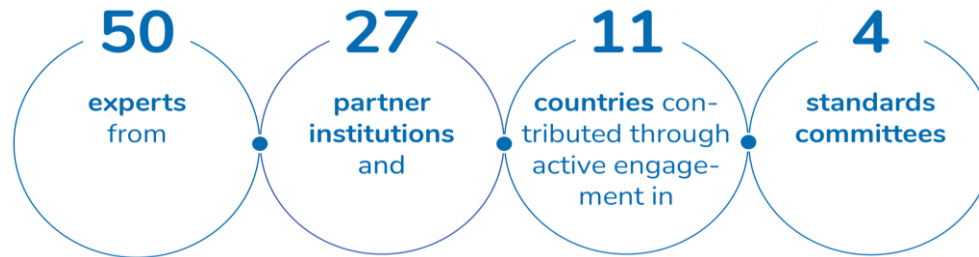 50
experts
from
27
partner
institutions
and
11
countries con-
tributed through
active engage-
ment in
4
standards
committees